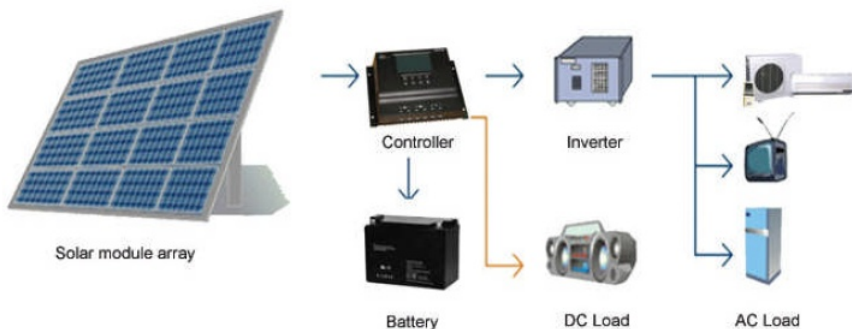 Controller
Inverter
Solar module array
Battery
DC Load
AC Load